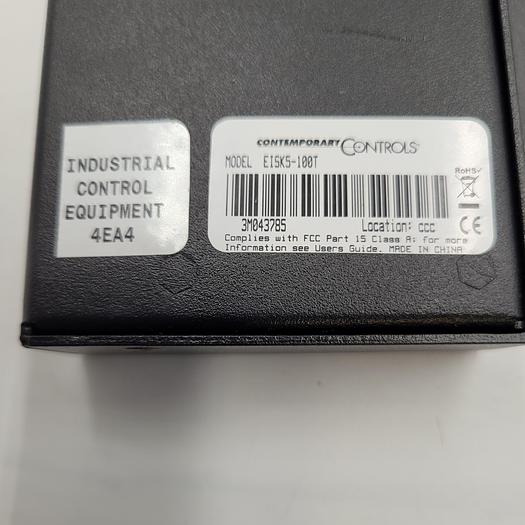 INDUSTRIAL
CONTROL
EQUIPMENT
4EA4
CONTEMPORARY CONTROLS
MODEL EISK5-100T
RoHS✓
3M043785 Location: ccc CE
Complies with FCC Part 15 Class A; for more
Information see Users Guide. MADE IN CHINA